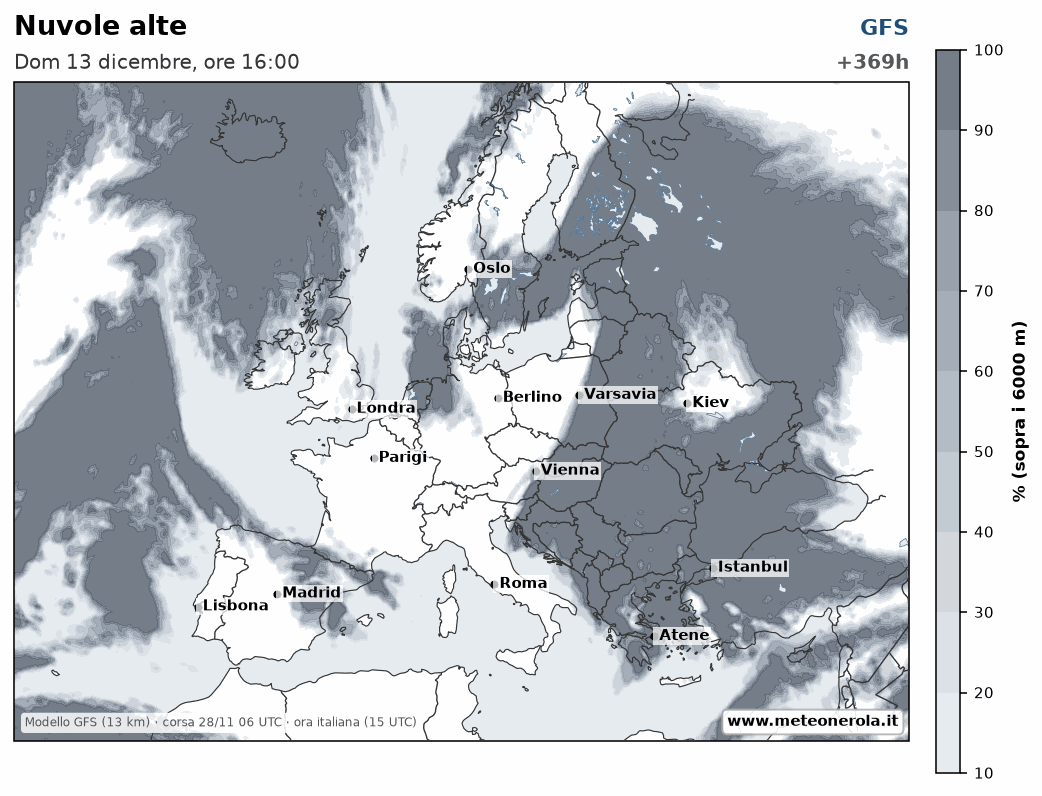 Nuvole alte
GFS
Dom 13 dicembre, ore 16:00
+369h
Oslo
Londra
Berlino
Varsavia
Kiev
Parigi
Vienna
Istanbul
Roma
Madrid
Lisbona
Atene
Modello GFS (13 km) · corsa 28/11 06 UTC · ora italiana (15 UTC)
www.meteonerola.it
100
90
80
70
60
50
40
30
20
10
% (sopra i 6000 m)